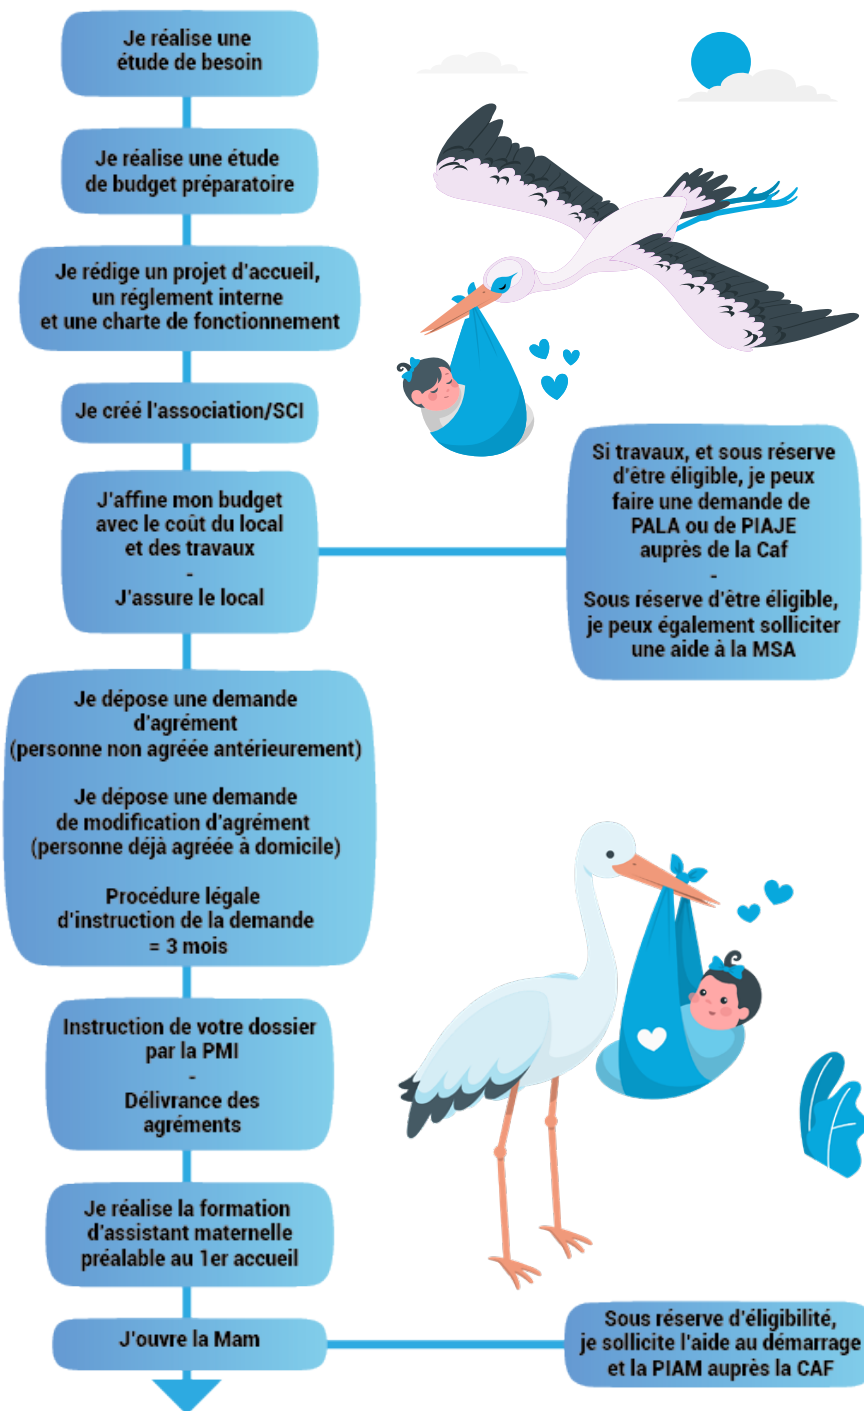 Je réalise une
étude de besoin
Je réalise une étude
de budget préparatoire
Je rédige un projet d'accueil,
un réglement interne
et une charte de fonctionnement
Je créé l'association/SCI
J'affine mon budget
avec le coût du local
et des travaux
-
J'assure le local
Si travaux, et sous réserve
d'être éligible, je peux
faire une demande de
PALA ou de PIAJE
auprès de la Caf
-
Sous réserve d'être éligible,
je peux également solliciter
une aide à la MSA
Je dépose une demande
d'agrément
(personne non agréée antérieurement)
Je dépose une demande
de modification d'agrément
(personne déjà agréée à domicile)
Procédure légale
d'instruction de la demande
= 3 mois
Instruction de votre dossier
par la PMI
-
Délivrance des
agréments
Je réalise la formation
d'assistant maternelle
préalable au 1er accueil
J'ouvre la Mam
Sous réserve d'éligibilité,
je sollicite l'aide au démarrage
et la PIAM auprès la CAF